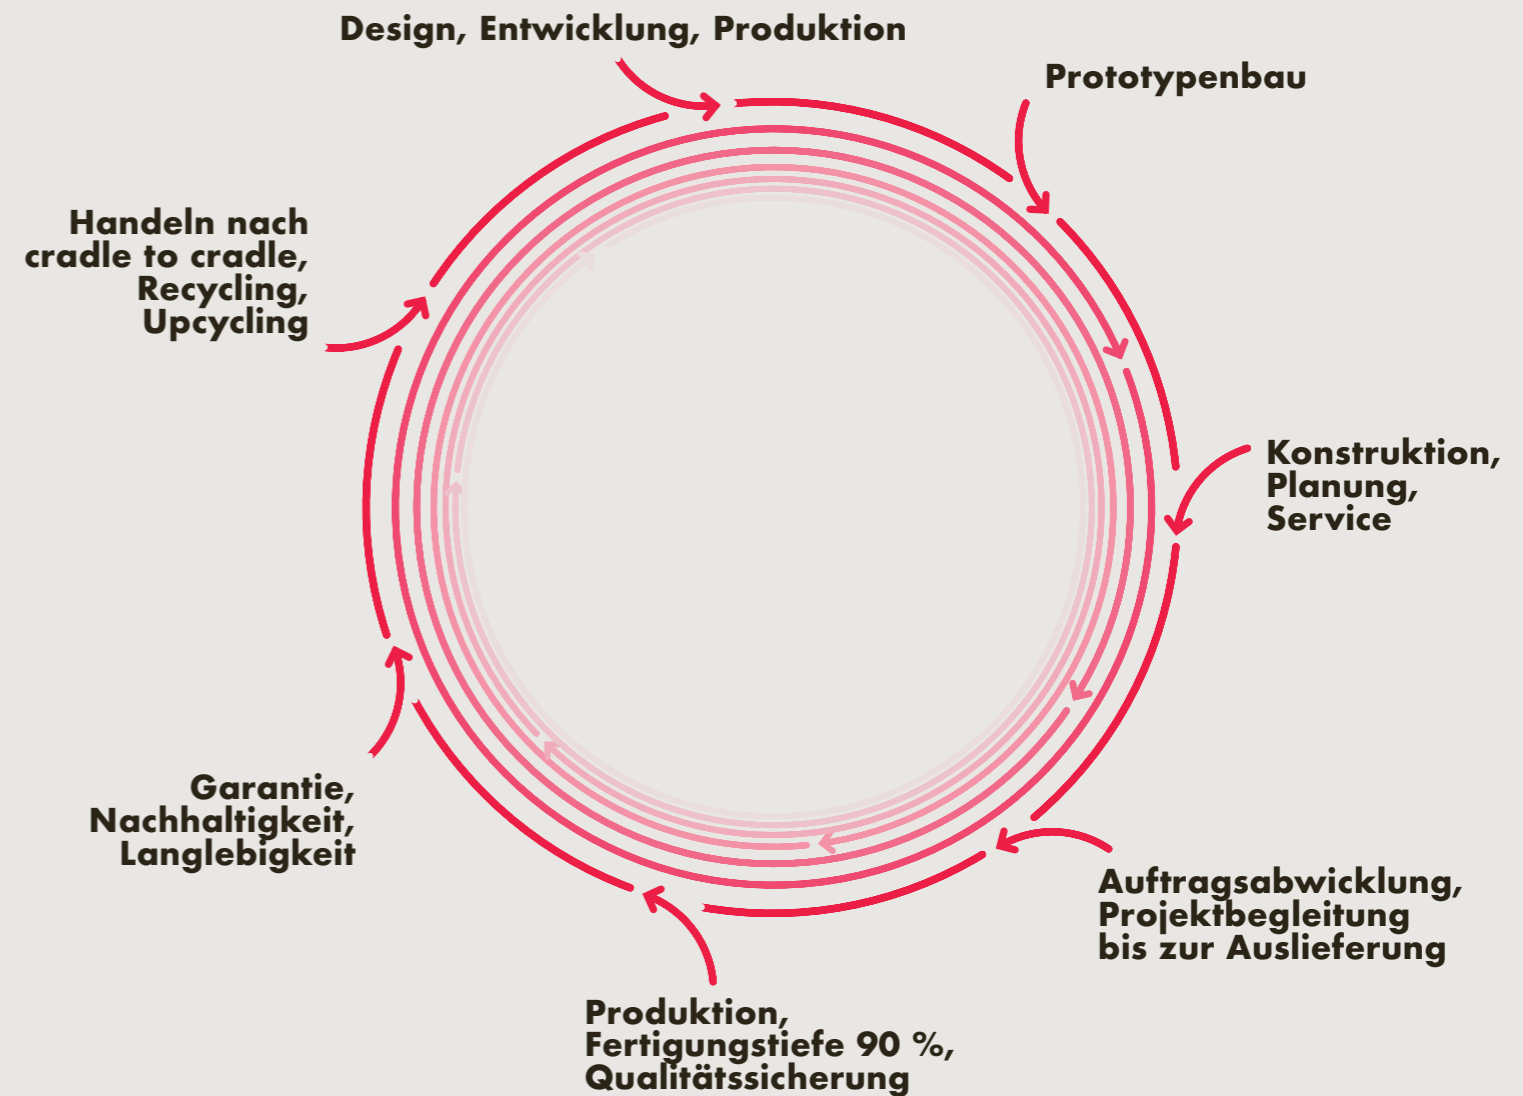 Design, Entwicklung, Produktion
Prototypenbau
Konstruktion,
Planung,
Service
Auftragsabwicklung,
Projektbegleitung
bis zur Auslieferung
Produktion,
Fertigungstiefe 90 %,
Qualitätssicherung
Garantie,
Nachhaltigkeit,
Langlebigkeit
Handeln nach
cradle to cradle,
Recycling,
Upcycling